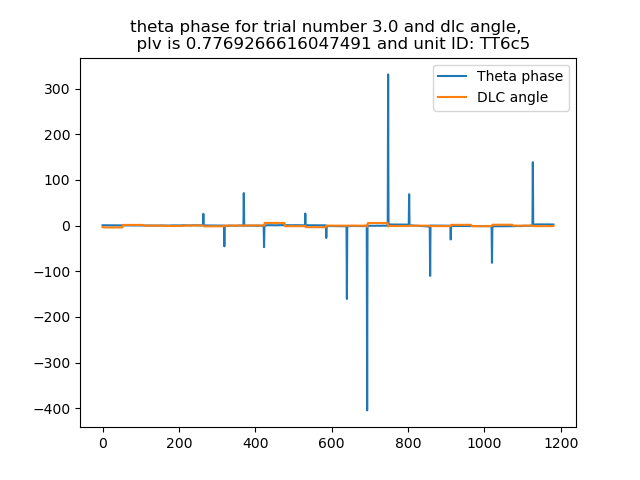 theta phase for trial number 3.0 and dlc angle,
plv is 0.7769266616047491 and unit ID: TT6c5
Theta phase
DLC angle
300
200
100
0
−100
−200
−300
−400
0 200 400 600 800 1000 1200